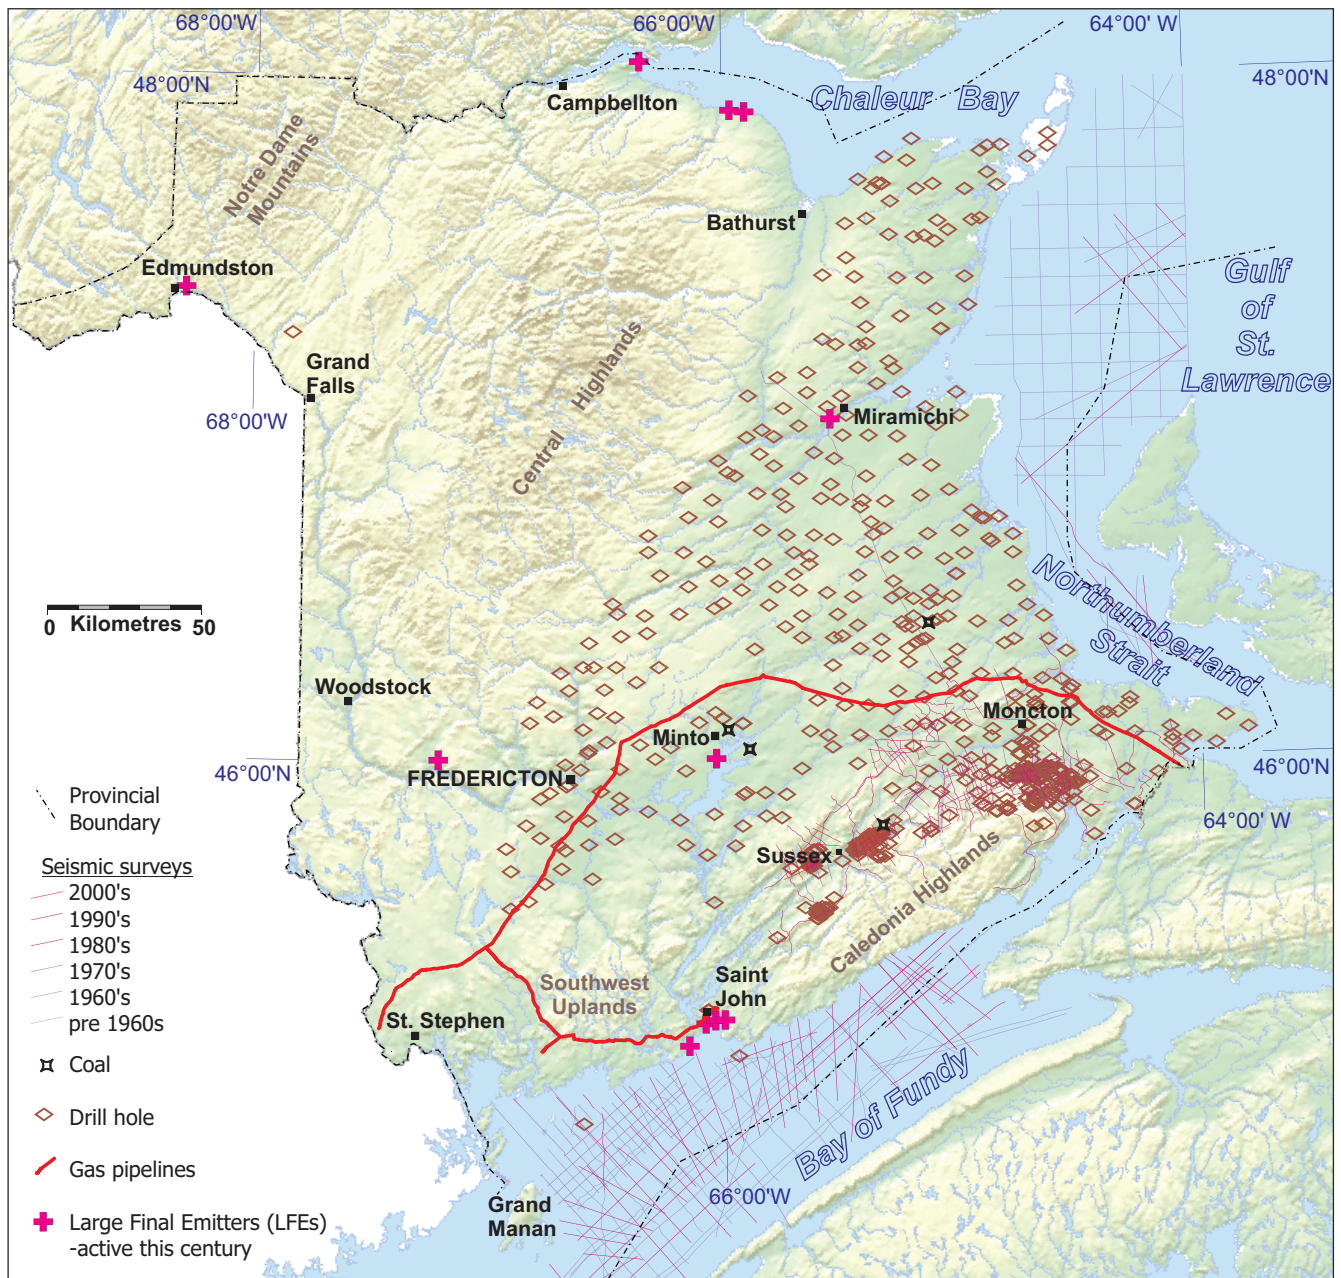 68°00'W
66°00'W
64°00' W
48°00'N
48°00'N
Campbellton
Chaleur Bay
Notre Dame
Mountains
Bathurst
Edmundston
Gulf
of
St.
Lawrence
Grand
Falls
Central Highlands
68°00'W
Miramichi
Northumberland
Strait
0 Kilometres 50
Woodstock
Moncton
Minto
46°00'N
FREDERICTON
46°00'N
64°00' W
Provincial
Boundary
Sussex
Caledonia Highlands
Seismic surveys
2000's
1990's
1980's
1970's
1960's
pre 1960s
Southwest
Uplands
Saint
John
St. Stephen
Coal
Drill hole
Bay of Fundy
Gas pipelines
66°00'W
Grand
Manan
Large Final Emitters (LFEs)
-active this century